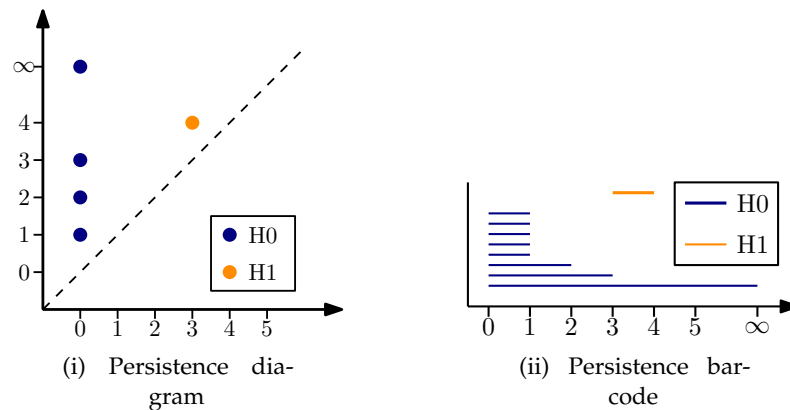 ∞
4
3
2
1
0
H0
H1
0 1 2 3 4 5
(i) Persistence dia-
gram
H0
H1
0 1 2 3 4 5 ∞
(ii) Persistence bar-
code